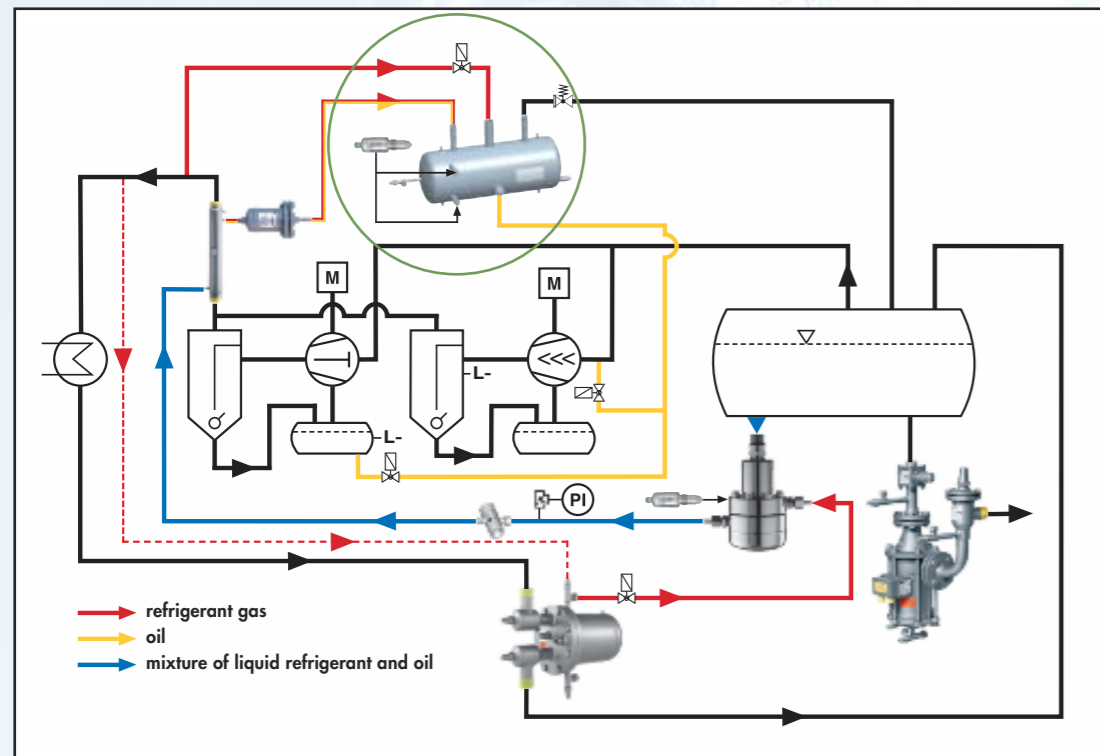 M
M
-L-
-L-
PI
refrigerant gas
oil
mixture of liquid refrigerant and oil